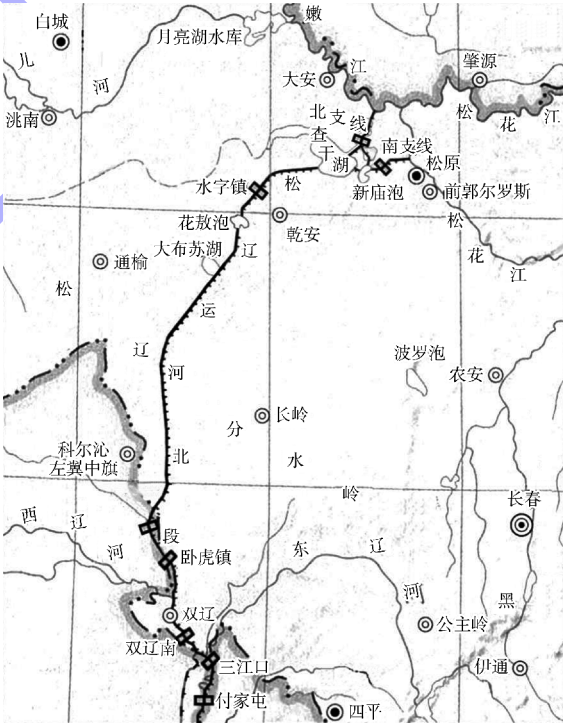 嫩
白城
月亮湖水库
江
肇源
儿
大安
河
北支线
松
花
江
洮南
查
干
湖
南支线
松原
松
水字镇
新庙泡
前郭尔罗斯
花敖泡
乾安
松
辽
大布苏湖
花
通榆
江
松
运
辽
波罗泡
河
农安
长岭
分
科尔沁
左翼中旗
北
水
岭
长春
西
辽
段
河
卧虎镇
东
辽
河
黑
双辽
公主岭
双辽南
三江口
伊通
付家屯
四平